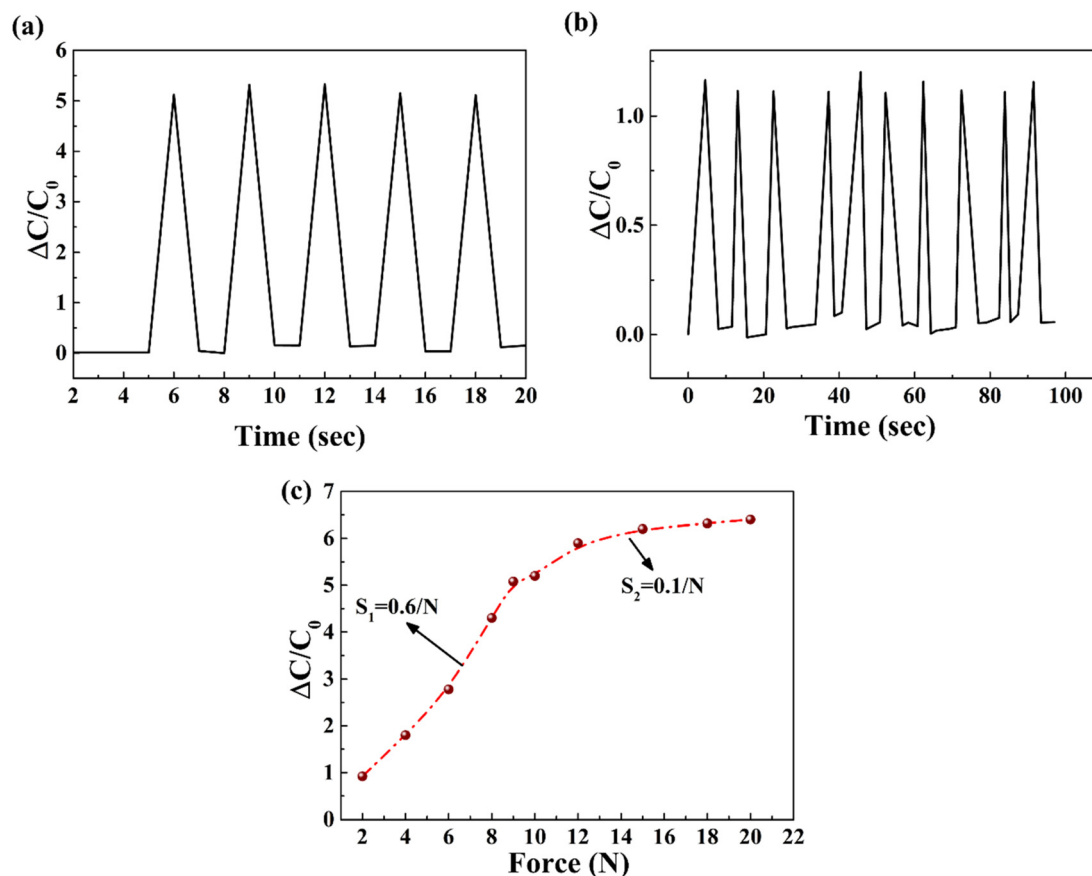 (a)
6
5
4
3
2
1
0
ΔC/C₀
2 4 6 8 10 12 14 16 18 20
Time (sec)
(b)
1.0
0.5
0.0
ΔC/C₀
0 20 40 60 80 100
Time (sec)
(c)
7
6
5
4
3
2
1
0
ΔC/C₀
S₁=0.6/N
S₂=0.1/N
2 4 6 8 10 12 14 16 18 20 22
Force (N)